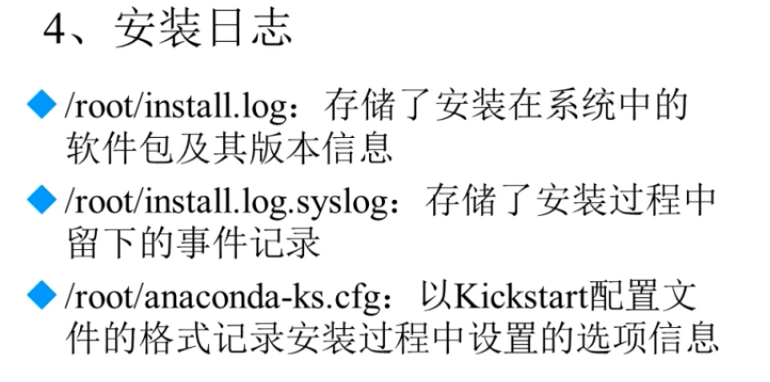 4、安装日志
/root/install.log：存储了安装在系统中的
软件包及其版本信息
/root/install.log.syslog：存储了安装过程中
留下的事件记录
/root/anaconda-ks.cfg：以Kickstart配置文
件的格式记录安装过程中设置的选项信息